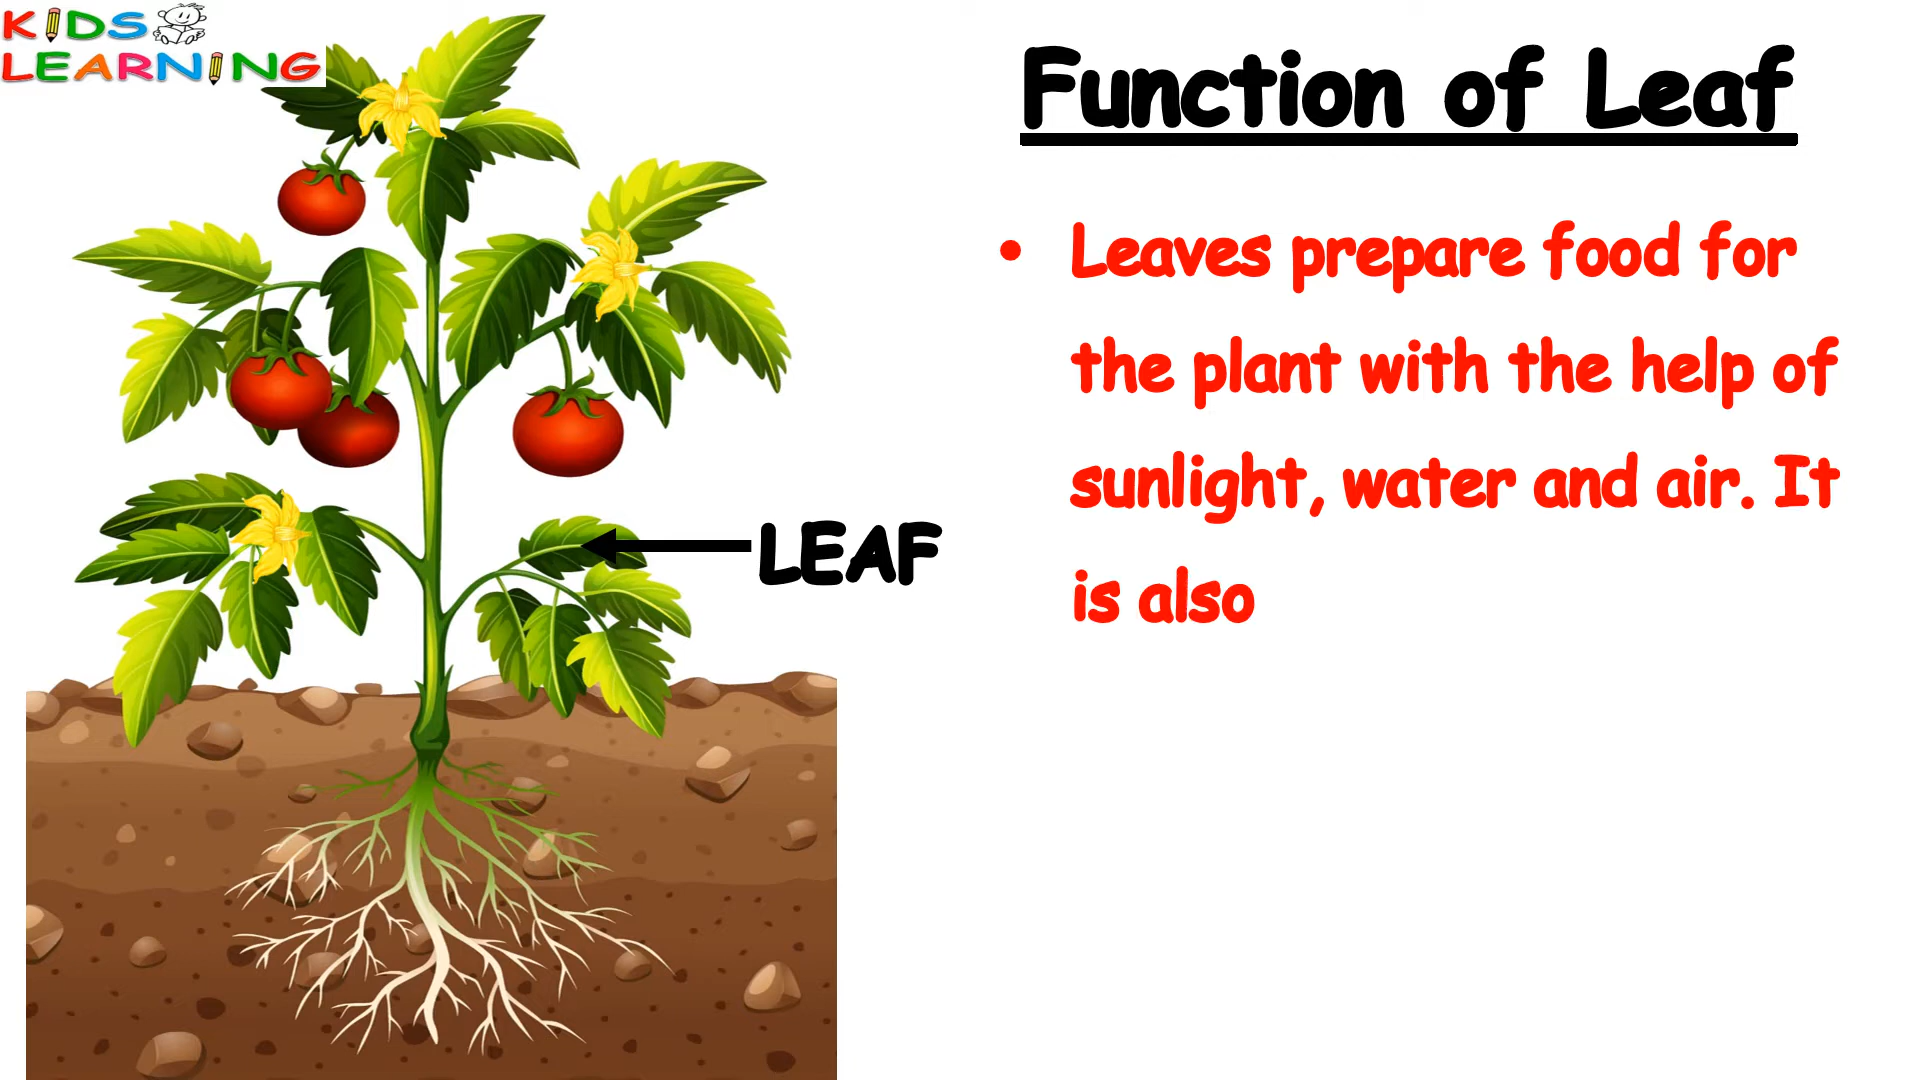 KIDS
LEARNING
Function of Leaf
• Leaves prepare food for
the plant with the help of
sunlight, water and air. It
is also
LEAF